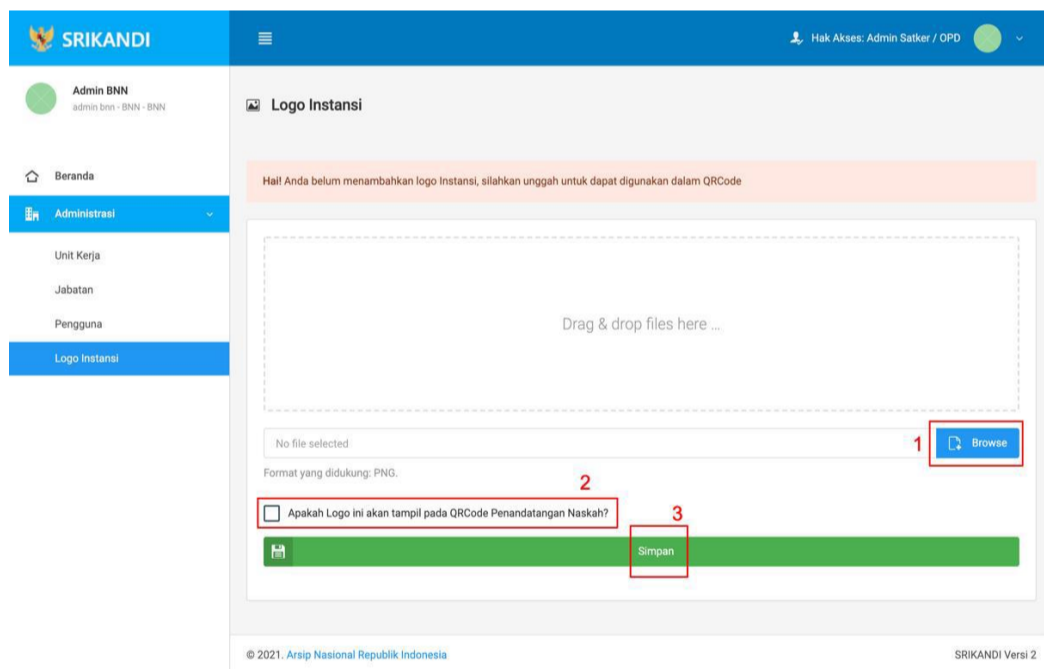 SRIKANDI
Hak Akses: Admin Satker / OPD
Admin BNN
admin bnn - BNN - BNN
Logo Instansi
Beranda
Hai! Anda belum menambahkan logo Instansi, silahkan unggah untuk dapat digunakan dalam QRCode
Administrasi
Unit Kerja
Jabatan
Pengguna
Logo Instansi
Drag & drop files here ...
No file selected
1
Browse
Format yang didukung: PNG.
2
Apakah Logo ini akan tampil pada QRCode Penandatangan Naskah?
3
Simpan
© 2021. Arsip Nasional Republik Indonesia
SRIKANDI Versi 2